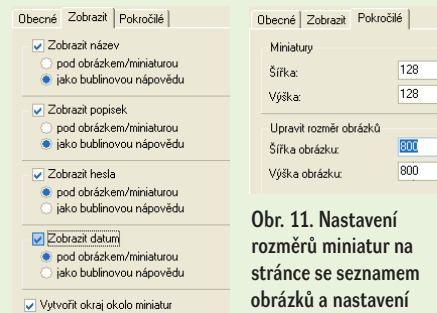 Obecné Zobrazit Pokročilé
Zobrazit název
pod obrázkem/miniaturou
jako bublinovou nápovědu
Zobrazit popisek
pod obrázkem/miniaturou
jako bublinovou nápovědu
Zobrazit hesla
pod obrázkem/miniaturou
jako bublinovou nápovědu
Zobrazit datum
pod obrázkem/miniaturou
jako bublinovou nápovědu
Vytvořit okraj okolo miniatur
Obecné Zobrazit Pokročilé
Miniatury
Šířka: 128
Výška: 128
Upravit rozměr obrázků
Šířka obrázku: 800
Výška obrázku: 800
Obr. 11. Nastavení
rozměrů miniatur na
stránce se seznamem
obrázků a nastavení